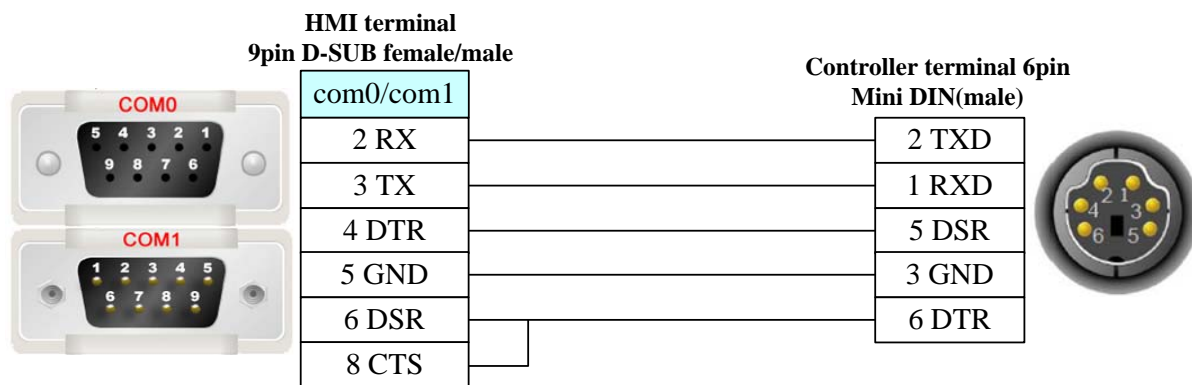 HMI terminal
9pin D-SUB female/male
Controller terminal 6pin
Mini DIN(male)
COM0
5 4 3 2 1
9 8 7 6
COM1
1 2 3 4 5
6 7 8 9
com0/com1
2 RX
3 TX
4 DTR
5 GND
6 DSR
8 CTS
2 TXD
1 RXD
5 DSR
3 GND
6 DTR
2 1
4 3
6 5